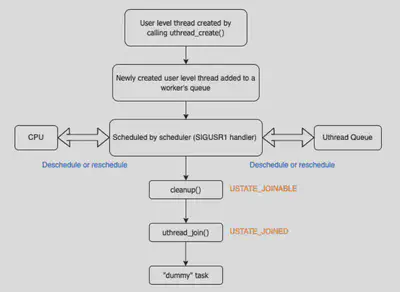 User level thread created by
calling uthread_create()
Newly created user level thread added to a
worker's queue
CPU
Scheduled by scheduler (SIGUSR1 handler)
Uthread Queue
Deschedule or reschedule
Deschedule or reschedule
cleanup()
USTATE_JOINABLE
uthread_join()
USTATE_JOINED
"dummy" task